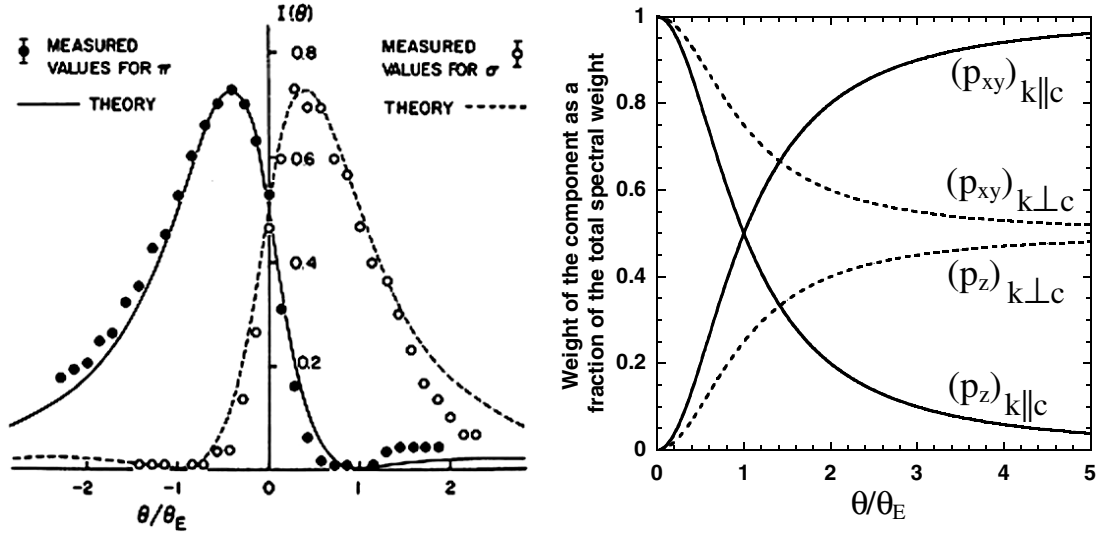 I(θ)
MEASURED
VALUES FOR π
THEORY
MEASURED
VALUES FOR σ
THEORY
0.8
0.6
0.4
0.2
-2 -1 0 1 2
θ/θE
Weight of the component as a
fraction of the total spectral weight
1
0.8
0.6
0.4
0.2
0
(pxy)k||c
(pxy)k⊥c
(pz)k⊥c
(pz)k||c
0 1 2 3 4 5
θ/θE